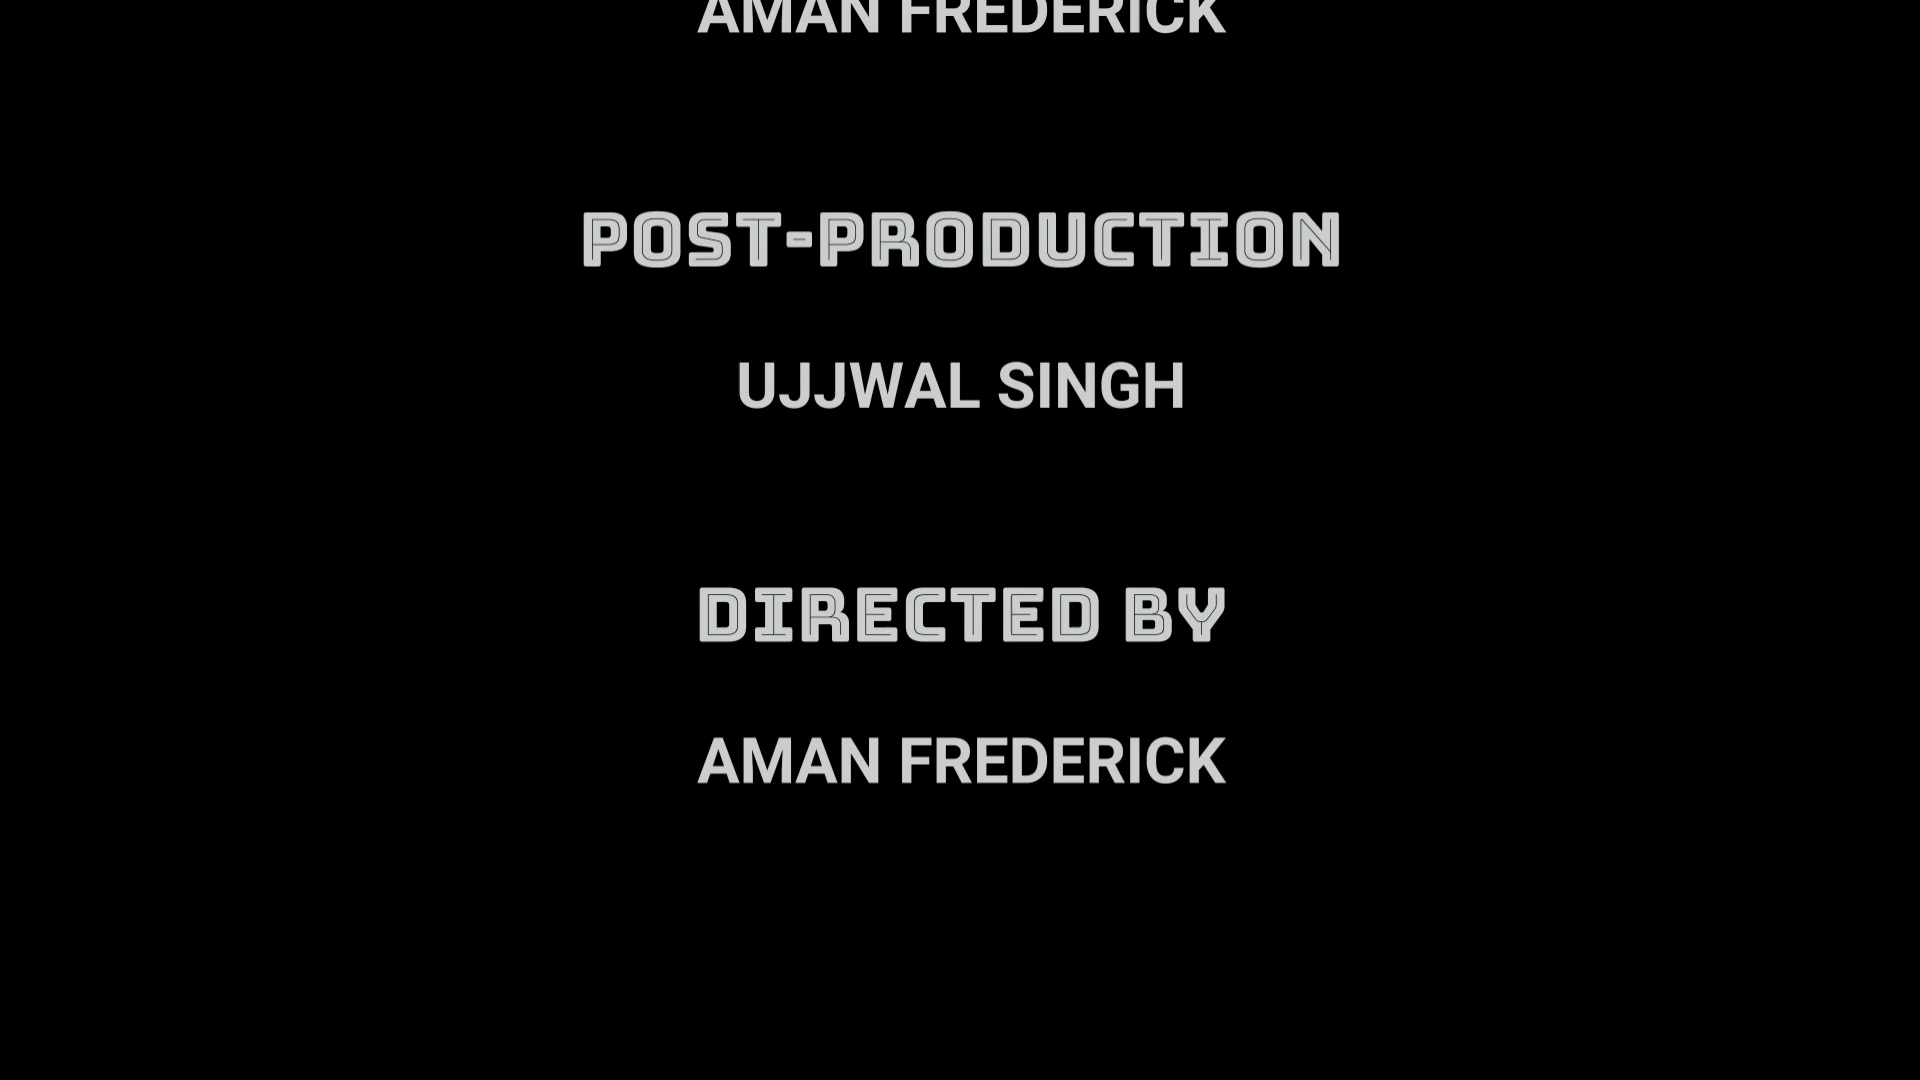 AMAN FREDERICK
POST-PRODUCTION
UJJWAL SINGH
DIRECTED BY
AMAN FREDERICK